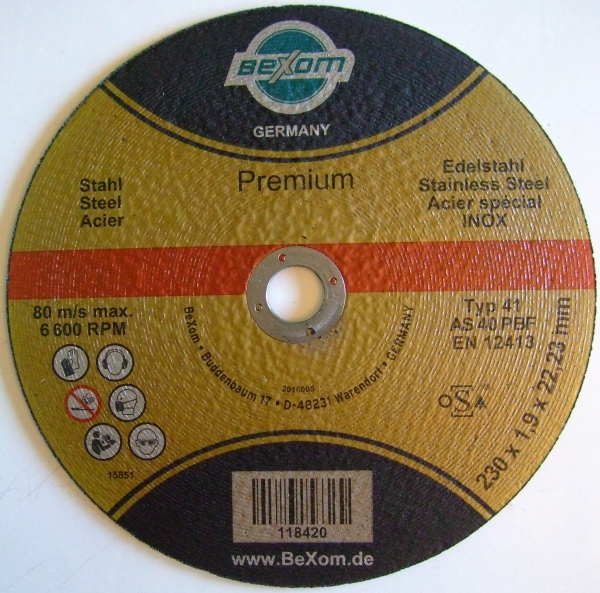 BeXom
GERMANY
Premium
Stahl
Steel
Acier
Edelstahl
Stainless Steel
Acier spécial
INOX
80 m/s max.
6 600 RPM
Typ 41
AS 40 PBF
EN 12413
230 x 1,9 x 22,23 mm
BeXom • Buddenbaum 17 • D-48231 Warendorf • GERMANY
2016005
oSa
15851
118420
www.BeXom.de